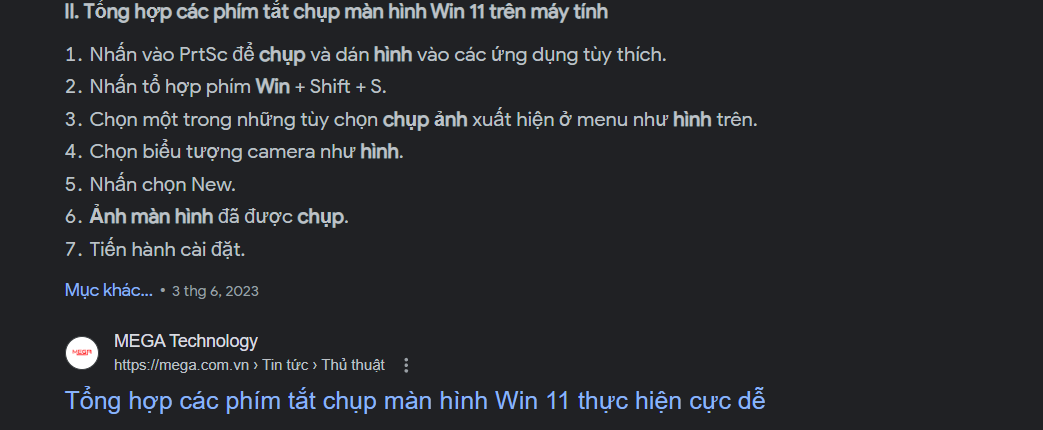 II. Tổng hợp các phím tắt chụp màn hình Win 11 trên máy tính
1. Nhấn vào PrtSc để chụp và dán hình vào các ứng dụng tùy thích.
2. Nhấn tổ hợp phím Win + Shift + S.
3. Chọn một trong những tùy chọn chụp ảnh xuất hiện ở menu như hình trên.
4. Chọn biểu tượng camera như hình.
5. Nhấn chọn New.
6. Ảnh màn hình đã được chụp.
7. Tiến hành cài đặt.
Mục khác... • 3 thg 6, 2023
MEGA
MEGA Technology
https://mega.com.vn › Tin tức › Thủ thuật
Tổng hợp các phím tắt chụp màn hình Win 11 thực hiện cực dễ